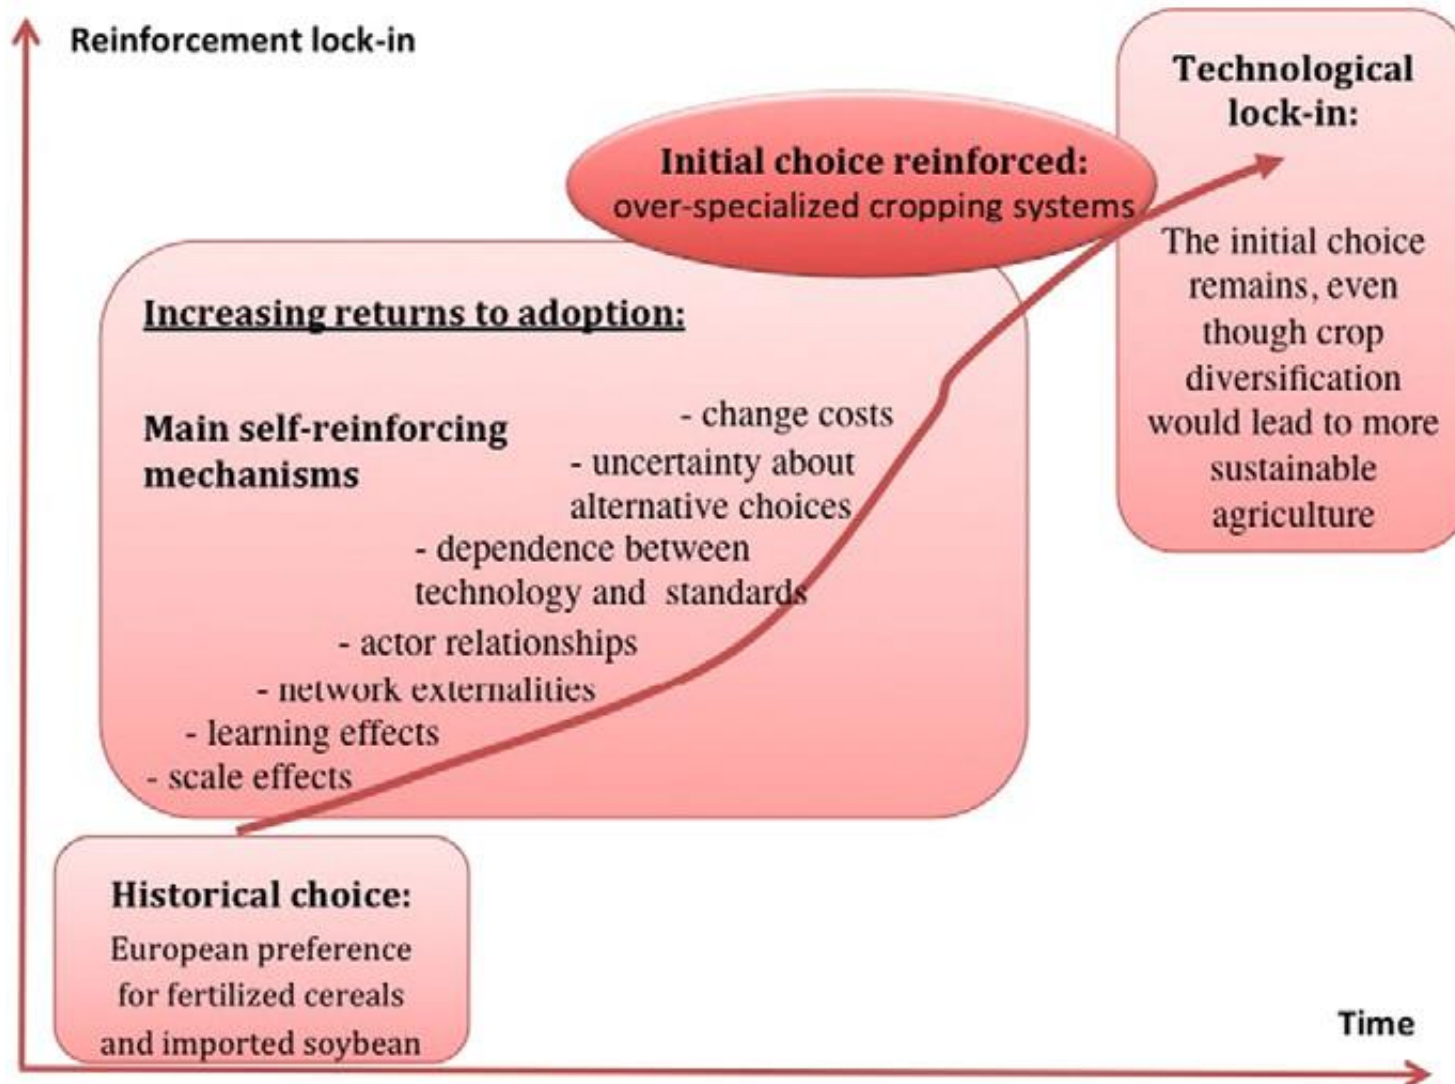 Reinforcement lock-in
Technological
lock-in:
The initial choice
remains, even
though crop
diversification
would lead to more
sustainable
agriculture
Initial choice reinforced:
over-specialized cropping systems
Increasing returns to adoption:
Main self-reinforcing
mechanisms
- change costs
- uncertainty about
alternative choices
- dependence between
technology and standards
- actor relationships
- network externalities
- learning effects
- scale effects
Historical choice:
European preference
for fertilized cereals
and imported soybean
Time